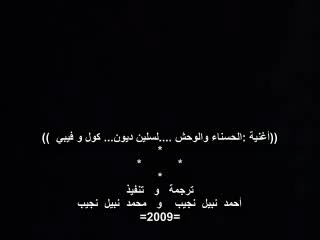 ((أغنية :الحسناء والوحش ....لسلين ديون... كول و فيبي ))
*
* *
*
ترجمة و تنفيذ
أحمد نبيل نجيب و محمد نبيل نجيب
=2009=